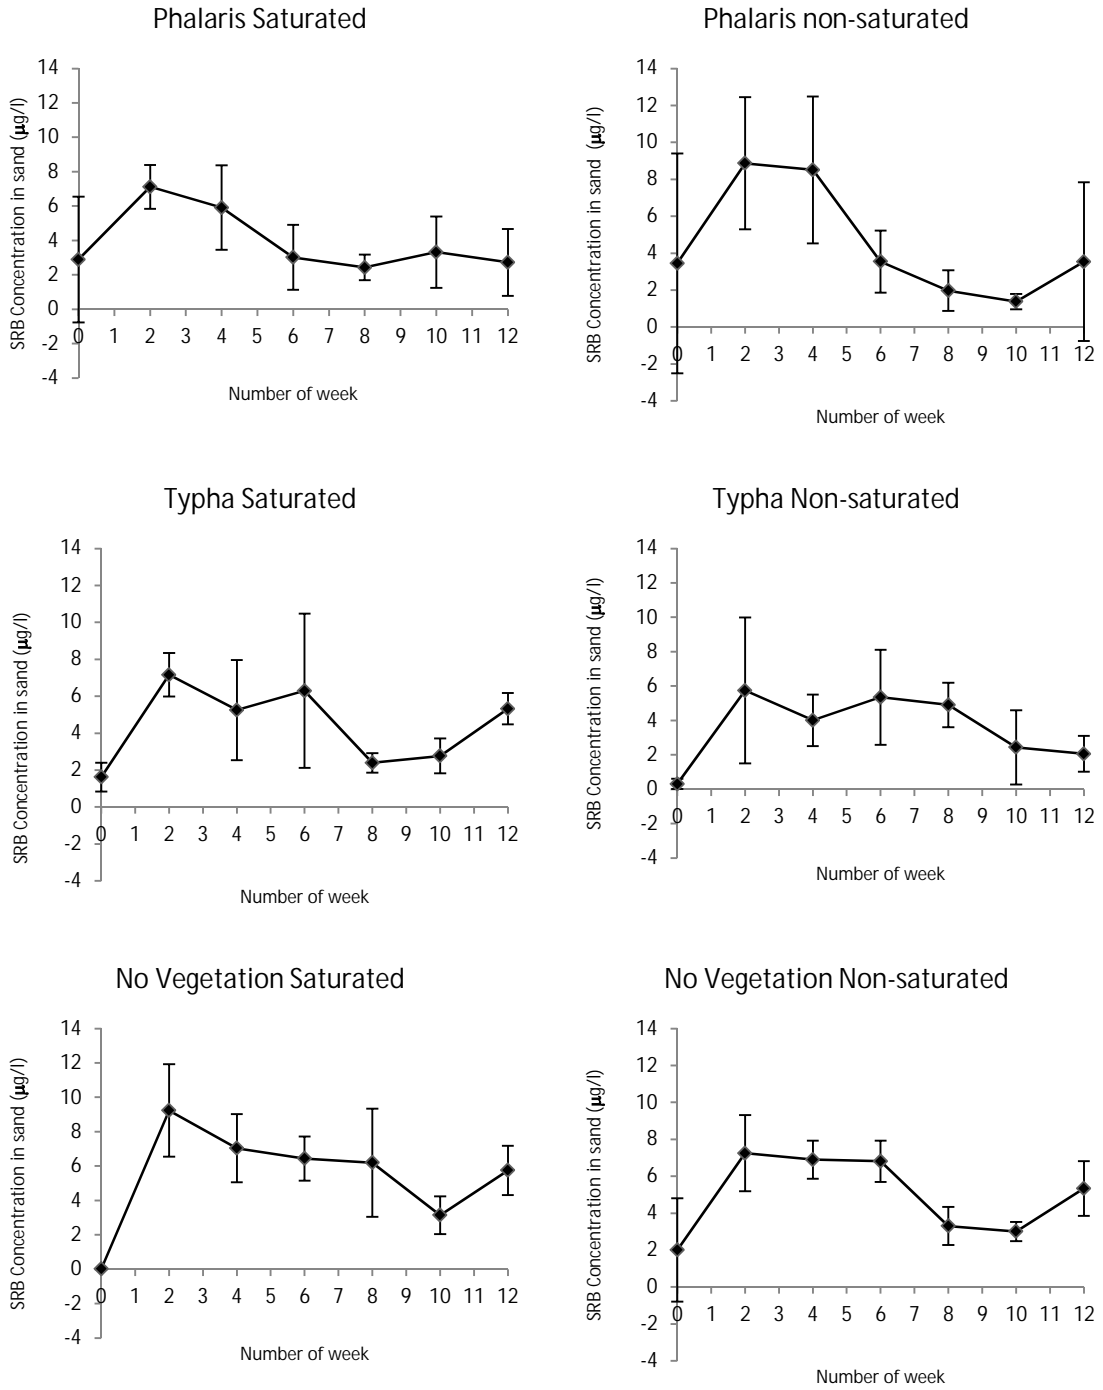 Phalaris Saturated
SRB Concentration in sand (µg/l)
14
12
10
8
6
4
2
0
-2
-4
0 1 2 3 4 5 6 7 8 9 10 11 12
Number of week
Phalaris non-saturated
SRB Concentration in sand (µg/l)
14
12
10
8
6
4
2
0
-2
-4
0 1 2 3 4 5 6 7 8 9 10 11 12
Number of week
Typha Saturated
SRB Concentration in sand (µg/l)
14
12
10
8
6
4
2
0
-2
-4
0 1 2 3 4 5 6 7 8 9 10 11 12
Number of week
Typha Non-saturated
SRB Concentration in sand (µg/l)
14
12
10
8
6
4
2
0
-2
-4
0 1 2 3 4 5 6 7 8 9 10 11 12
Number of week
No Vegetation Saturated
SRB Concentration in sand (µg/l)
14
12
10
8
6
4
2
0
-2
-4
0 1 2 3 4 5 6 7 8 9 10 11 12
Number of week
No Vegetation Non-saturated
SRB Concentration in sand (µg/l)
14
12
10
8
6
4
2
0
-2
-4
0 1 2 3 4 5 6 7 8 9 10 11 12
Number of week